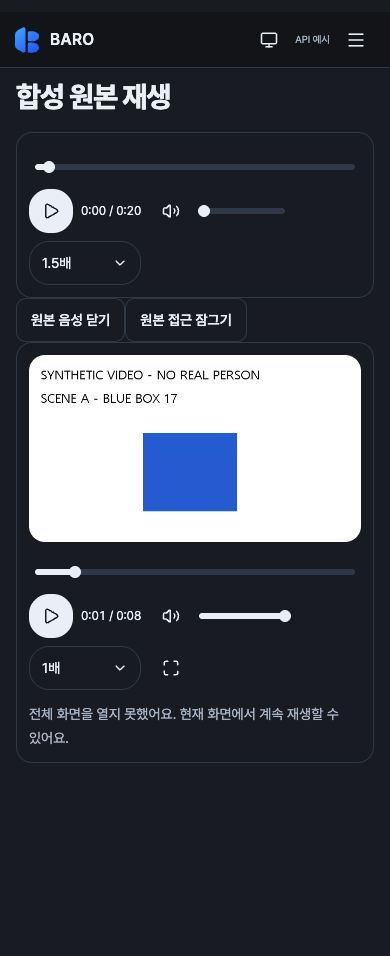 BARO
API 예시
합성 원본 재생
0:00 / 0:20
1.5배
원본 음성 닫기
원본 접근 잠그기
SYNTHETIC VIDEO - NO REAL PERSON
SCENE A - BLUE BOX 17
0:01 / 0:08
1배
전체 화면을 열지 못했어요. 현재 화면에서 계속 재생할 수
있어요.